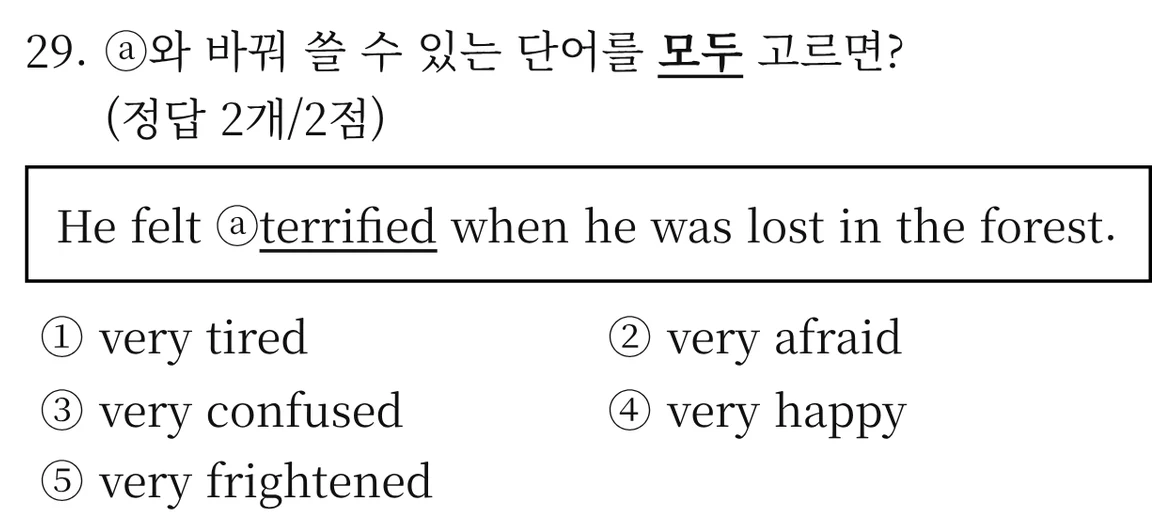 29. ⓐ와 바꿔 쓸 수 있는 단어를 모두 고르면?
(정답 2개/2점)
He felt ⓐterrified when he was lost in the forest.
① very tired ② very afraid
③ very confused ④ very happy
⑤ very frightened